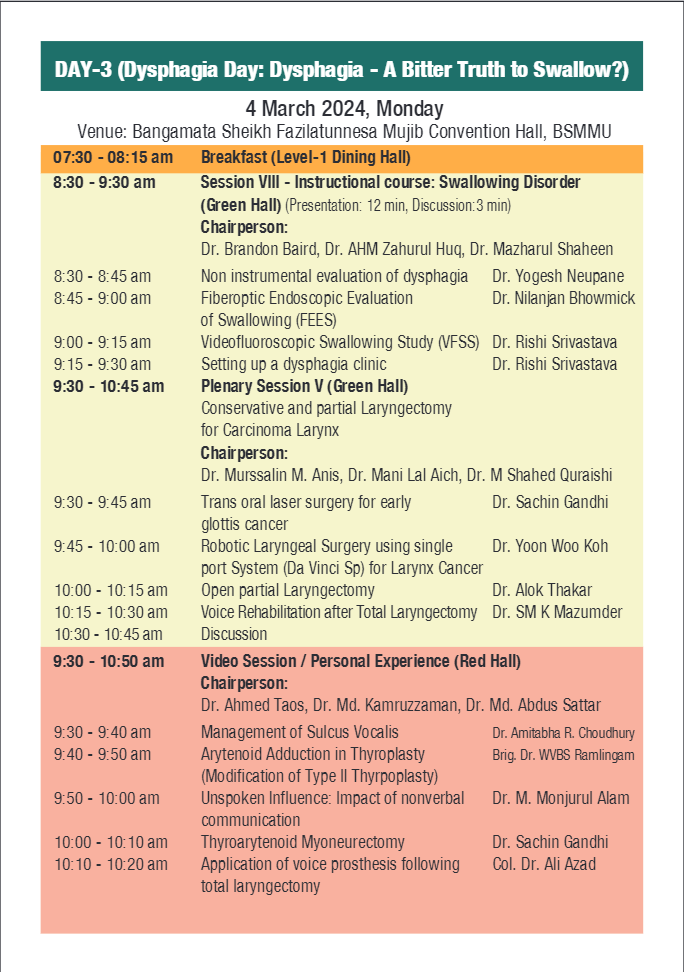 DAY-3 (Dysphagia Day: Dysphagia - A Bitter Truth to Swallow?)
4 March 2024, Monday
Venue: Bangamata Sheikh Fazilatunnesa Mujib Convention Hall, BSMMU
07:30 - 08:15 am Breakfast (Level-1 Dining Hall)
8:30 - 9:30 am Session VIII - Instructional course: Swallowing Disorder
(Green Hall) (Presentation: 12 min, Discussion:3 min)
Chairperson:
Dr. Brandon Baird, Dr. AHM Zahurul Huq, Dr. Mazharul Shaheen
8:30 - 8:45 am Non instrumental evaluation of dysphagia Dr. Yogesh Neupane
8:45 - 9:00 am Fiberoptic Endoscopic Evaluation Dr. Nilanjan Bhowmick
of Swallowing (FEES)
9:00 - 9:15 am Videofluoroscopic Swallowing Study (VFSS) Dr. Rishi Srivastava
9:15 - 9:30 am Setting up a dysphagia clinic Dr. Rishi Srivastava
9:30 - 10:45 am Plenary Session V (Green Hall)
Conservative and partial Laryngectomy
for Carcinoma Larynx
Chairperson:
Dr. Murssalin M. Anis, Dr. Mani Lal Aich, Dr. M Shahed Quraishi
9:30 - 9:45 am Trans oral laser surgery for early Dr. Sachin Gandhi
glottis cancer
9:45 - 10:00 am Robotic Laryngeal Surgery using single Dr. Yoon Woo Koh
port System (Da Vinci Sp) for Larynx Cancer
10:00 - 10:15 am Open partial Laryngectomy Dr. Alok Thakar
10:15 - 10:30 am Voice Rehabilitation after Total Laryngectomy Dr. SM K Mazumder
10:30 - 10:45 am Discussion
9:30 - 10:50 am Video Session / Personal Experience (Red Hall)
Chairperson:
Dr. Ahmed Taos, Dr. Md. Kamruzzaman, Dr. Md. Abdus Sattar
9:30 - 9:40 am Management of Sulcus Vocalis Dr. Amitabha R. Choudhury
9:40 - 9:50 am Arytenoid Adduction in Thyroplasty Brig. Dr. WVBS Ramlingam
(Modification of Type II Thyrpoplasty)
9:50 - 10:00 am Unspoken Influence: Impact of nonverbal Dr. M. Monjurul Alam
communication
10:00 - 10:10 am Thyroarytenoid Myoneurectomy Dr. Sachin Gandhi
10:10 - 10:20 am Application of voice prosthesis following Col. Dr. Ali Azad
total laryngectomy